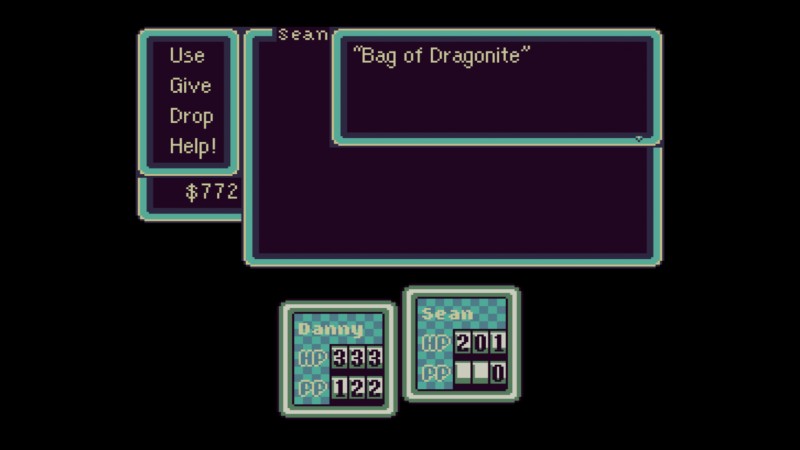 Use
Give
Drop
Help!
$772
Sean
“Bag of Dragonite”
Danny
HP 333
PP 122
Sean
HP 201
PP 0